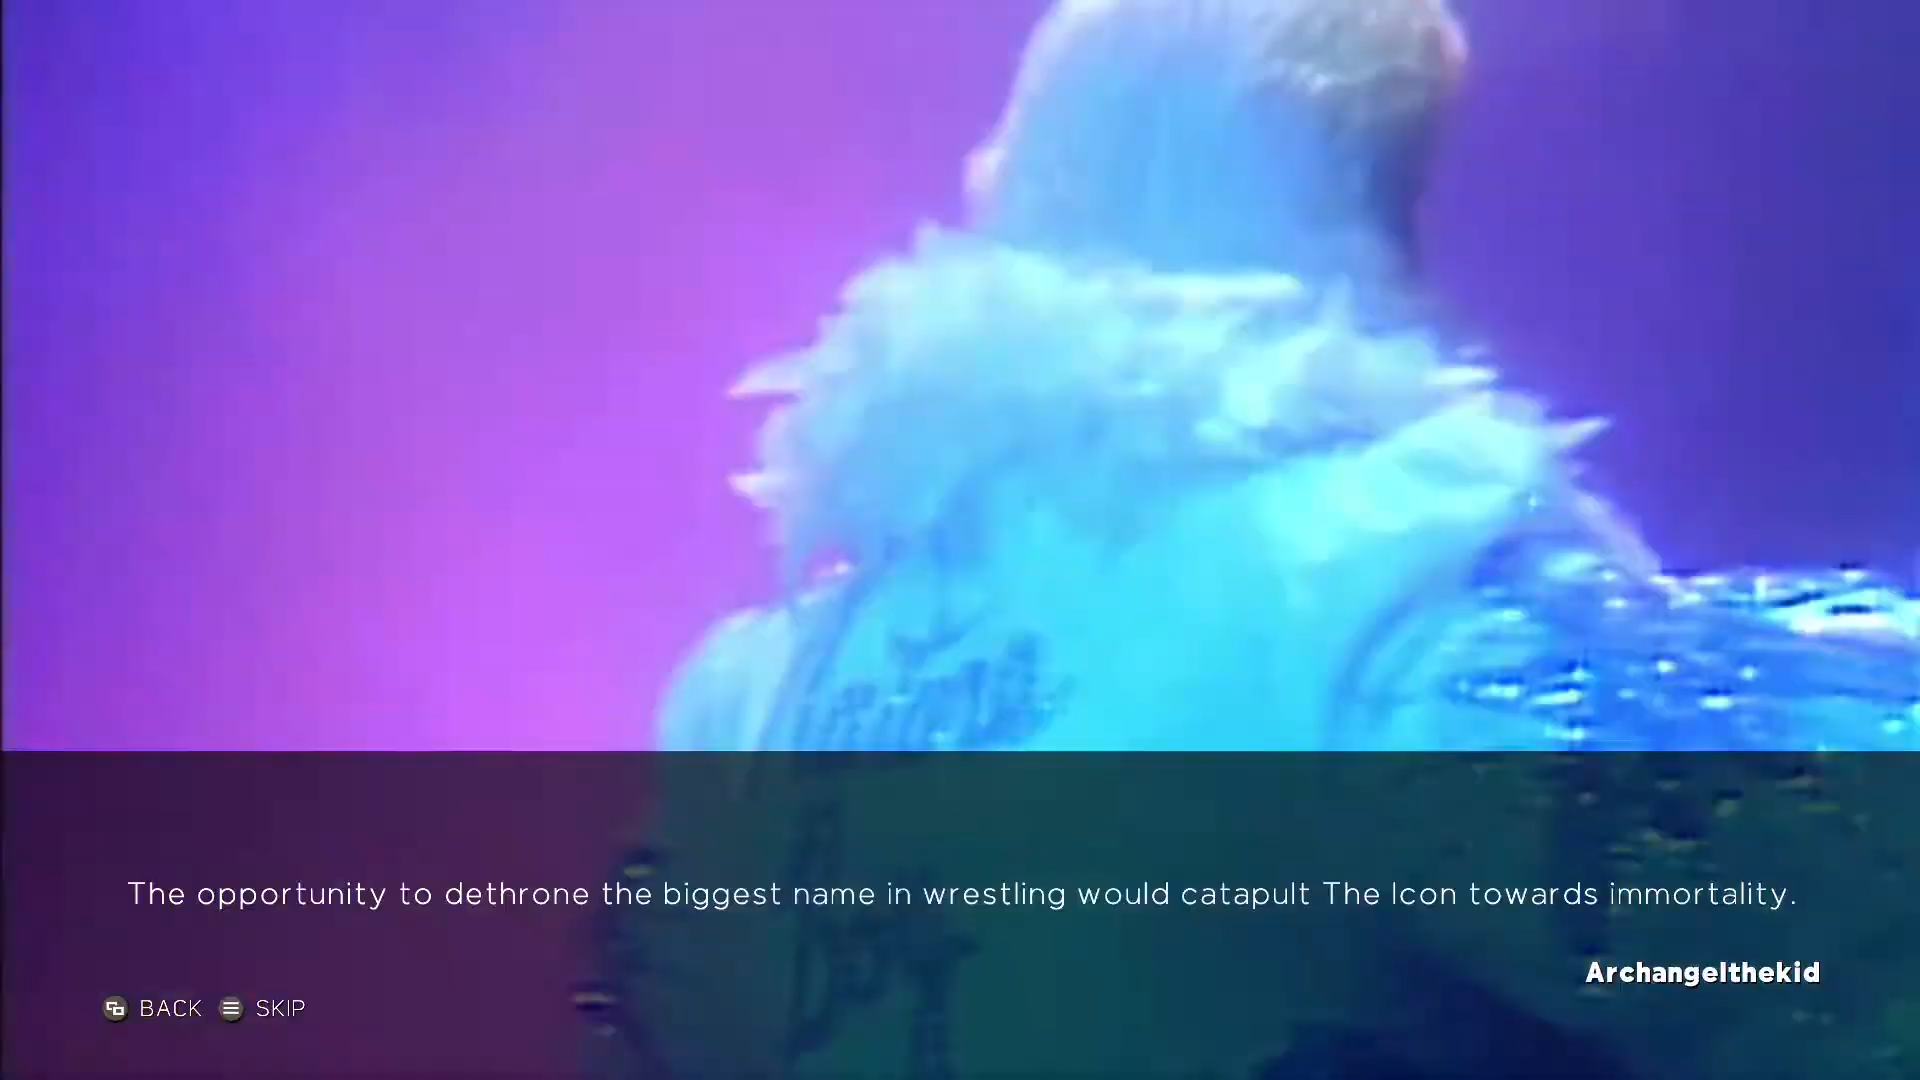 The opportunity to dethrone the biggest name in wrestling would catapult The Icon towards immortality.
Archangelthekid
BACK SKIP